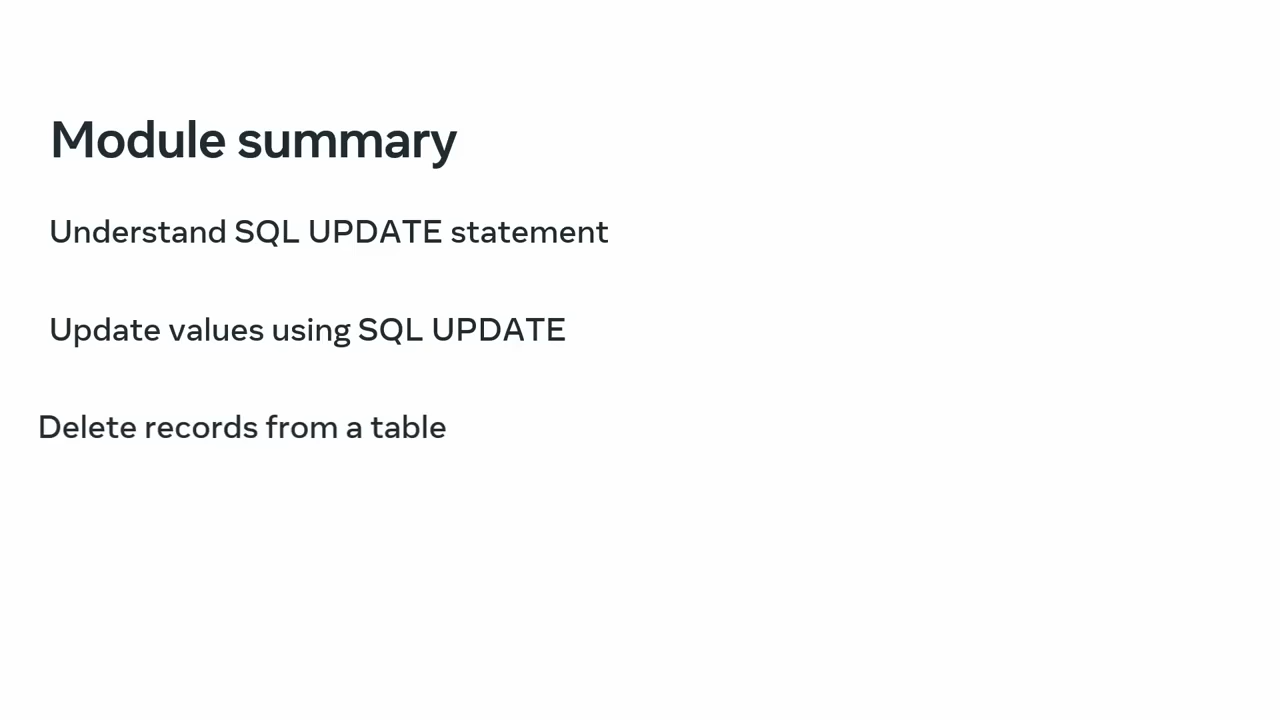 Module summary
Understand SQL UPDATE statement
Update values using SQL UPDATE
Delete records from a table